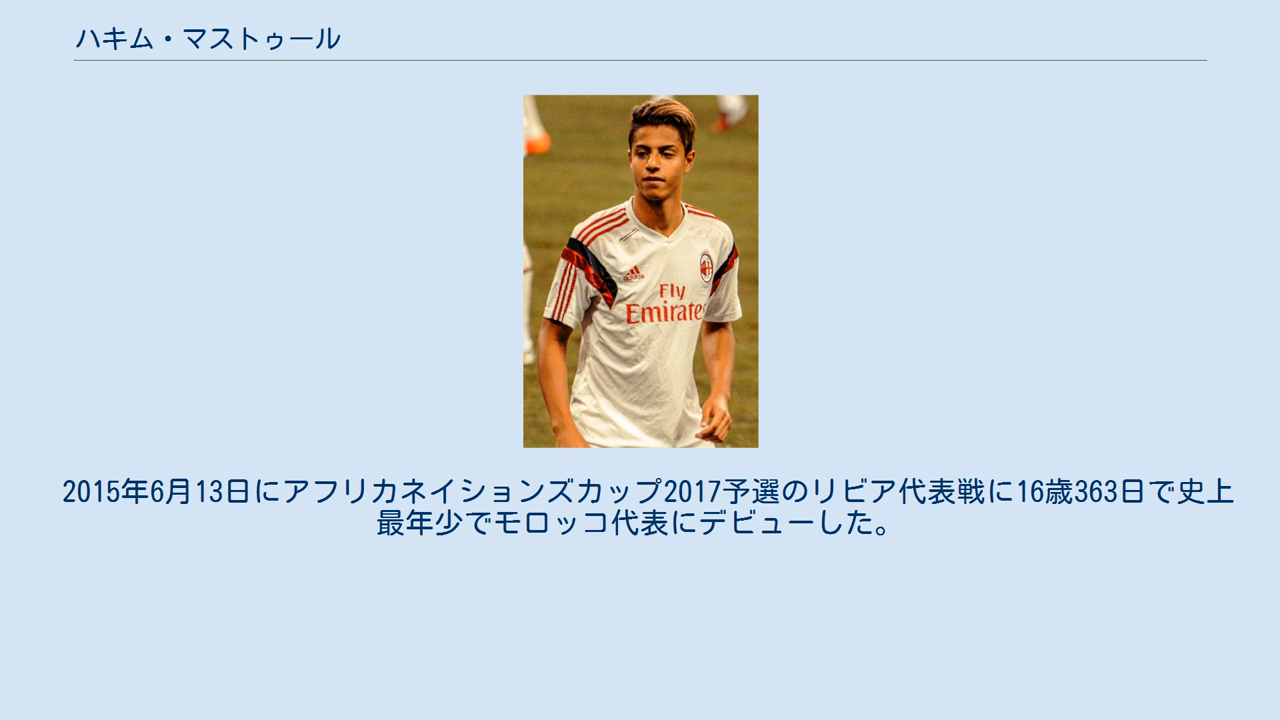 ハキム・マストゥール
adidas
Fly
Emirates
2015年6月13日にアフリカネイションズカップ2017予選のリビア代表戦に16歳363日で史上
最年少でモロッコ代表にデビューした。